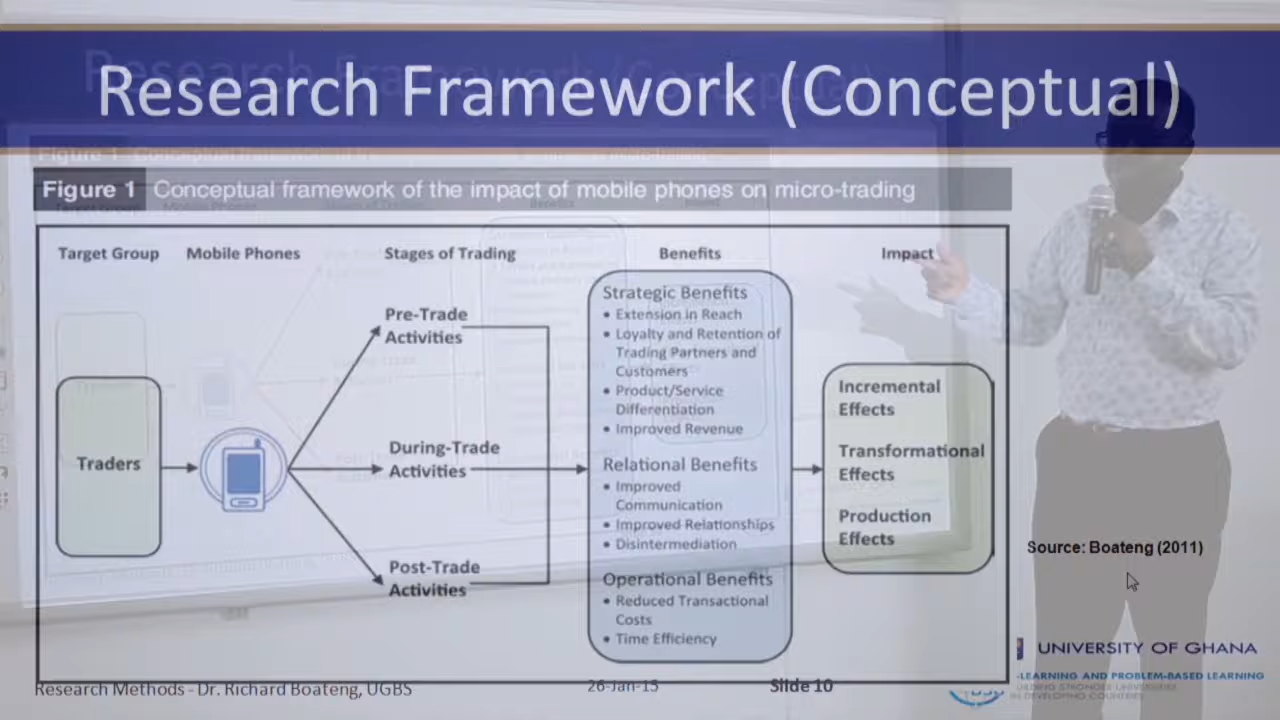 Research Framework (Conceptual)
Figure 1 Conceptual framework of the impact of mobile phones on micro-trading
Target Group
Mobile Phones
Stages of Trading
Benefits
Impact
Traders
Pre-Trade
Activities
During-Trade
Activities
Post-Trade
Activities
Strategic Benefits
• Extension in Reach
• Loyalty and Retention of
Trading Partners and
Customers
• Product/Service
Differentiation
• Improved Revenue
Relational Benefits
• Improved
Communication
• Improved Relationships
• Disintermediation
Operational Benefits
• Reduced Transactional
Costs
• Time Efficiency
Incremental
Effects
Transformational
Effects
Production
Effects
Source: Boateng (2011)
UNIVERSITY OF GHANA
-LEARNING AND PROBLEM-BASED LEARNING
IN DEVELOPING COUNTRIES
Research Methods - Dr. Richard Boateng, UGBS
26-Jan-15
Slide 10